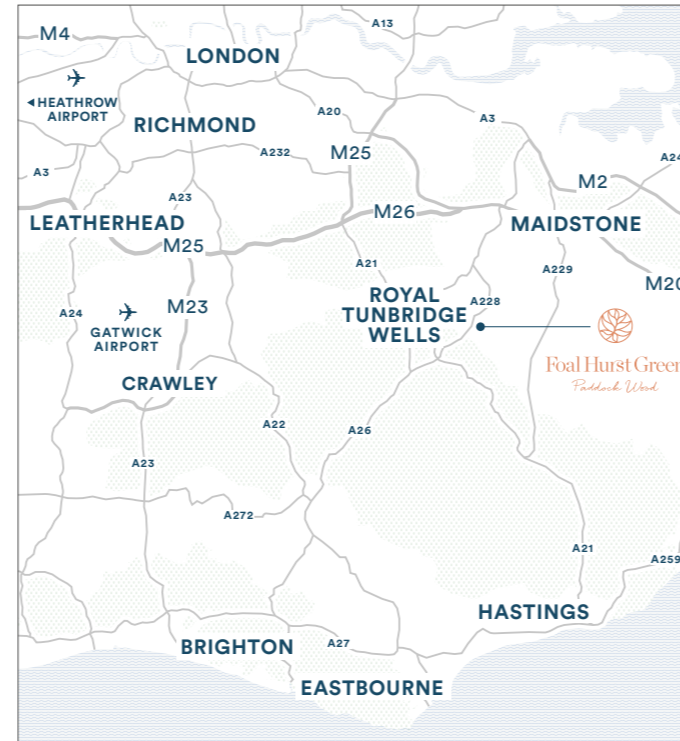 A13
M4
LONDON
HEATHROW
AIRPORT
A20
A3
RICHMOND
A232
M25
A3
A24
M2
A23
M26
LEATHERHEAD
MAIDSTONE
M25
A21
A229
M20
ROYAL
TUNBRIDGE
WELLS
A228
A24
M23
GATWICK
AIRPORT
Foal Hurst Green
Paddock Wood
CRAWLEY
A22
A26
A23
A272
A21
A259
HASTINGS
BRIGHTON
A27
EASTBOURNE